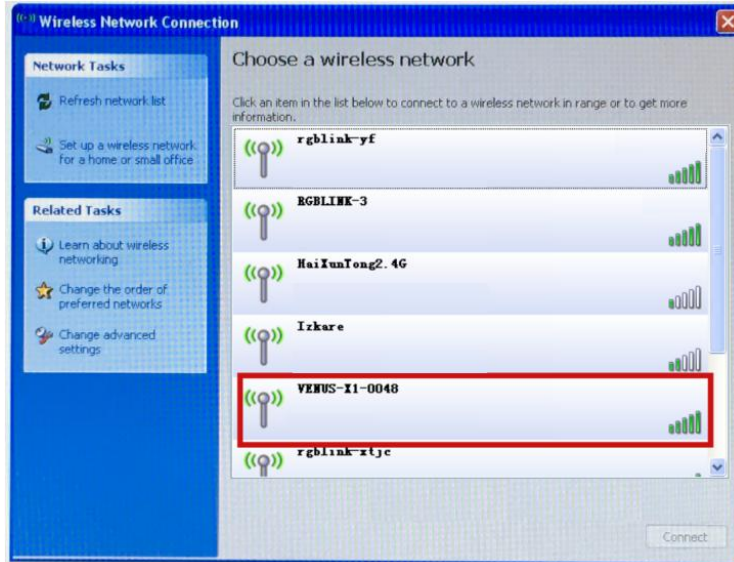 Wireless Network Connection
Network Tasks
Refresh network list
Set up a wireless network
for a home or small office
Related Tasks
Learn about wireless
networking
Change the order of
preferred networks
Change advanced
settings
Choose a wireless network
Click an item in the list below to connect to a wireless network in range or to get more
information.
rgblink-yf
RGBLINK-3
HaiXunTong2.4G
Izkare
VENUS-X1-0048
rgblink-xtjc
Connect